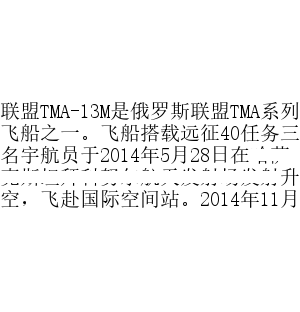 联盟TMA-13M是俄罗斯联盟TMA系列
飞船之一。飞船搭载远征40任务三
名宇航员于2014年5月28日在
射升
空，飞赴国际空间站。2014年11月